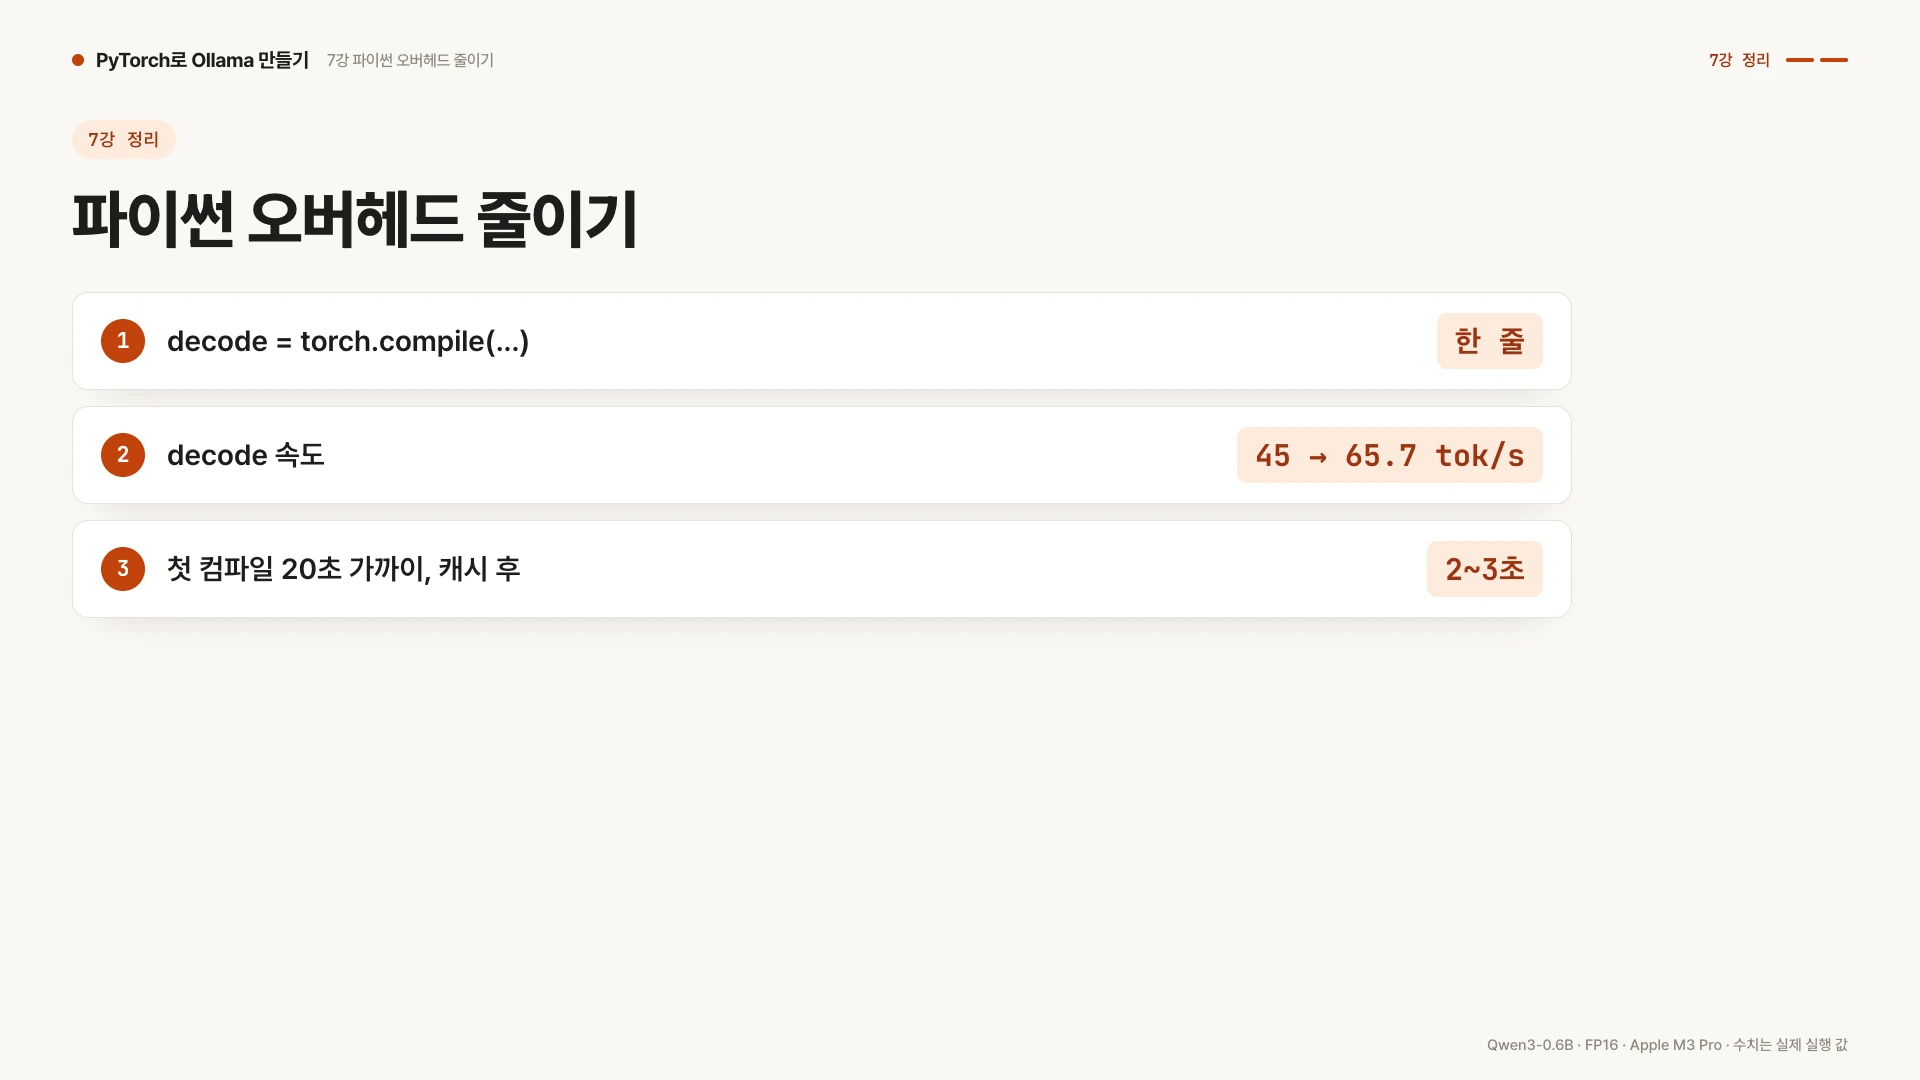 PyTorch로 Ollama 만들기 7강 파이썬 오버헤드 줄이기
7강 정리
7강 정리
파이썬 오버헤드 줄이기
1 decode = torch.compile(...) 한 줄
2 decode 속도 45 → 65.7 tok/s
3 첫 컴파일 20초 가까이, 캐시 후 2~3초
Qwen3-0.6B · FP16 · Apple M3 Pro · 수치는 실제 실행 값